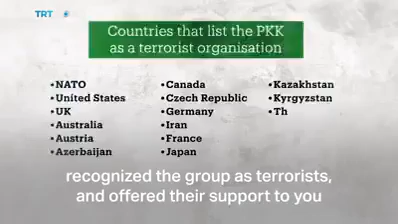 TRT
Countries that list the PKK
as a terrorist organisation
•NATO
•United States
•UK
•Australia
•Austria
•Azerbaijan
•Canada
•Czech Republic
•Germany
•Iran
•France
•Japan
•Kazakhstan
•Kyrgyzstan
•Th
recognized the group as terrorists,
and offered their support to you